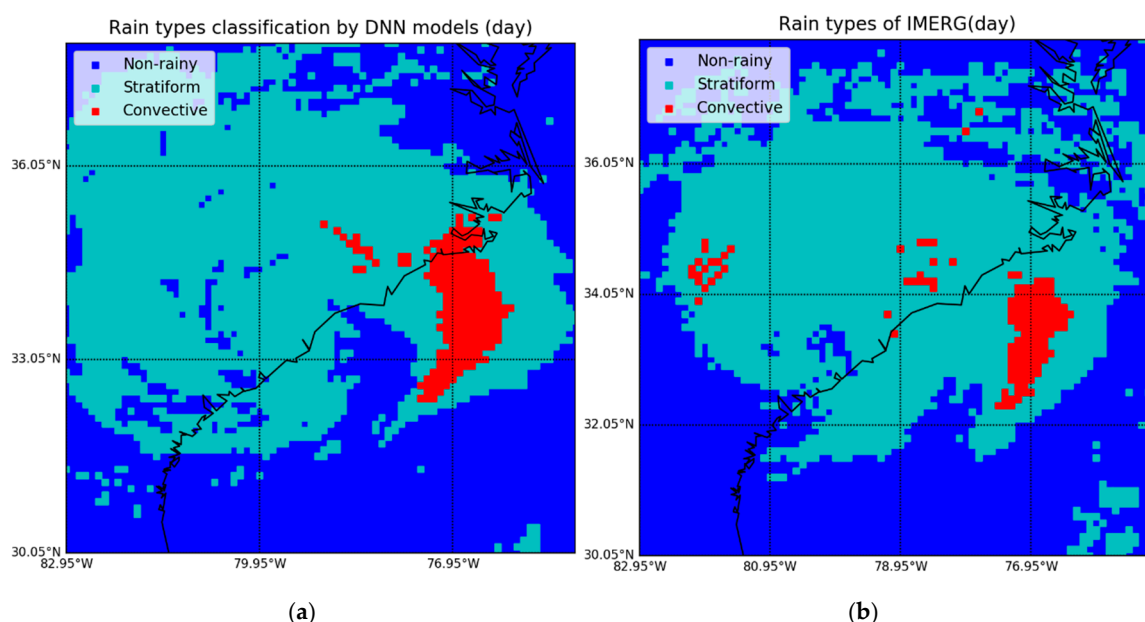 Rain types classification by DNN models (day)
Non-rainy
Stratiform
Convective
36.05°N
33.05°N
30.05°N
82.95°W
79.95°W
76.95°W
(a)
Rain types of IMERG(day)
Non-rainy
Stratiform
Convective
36.05°N
34.05°N
32.05°N
30.05°N
82.95°W
80.95°W
78.95°W
76.95°W
(b)